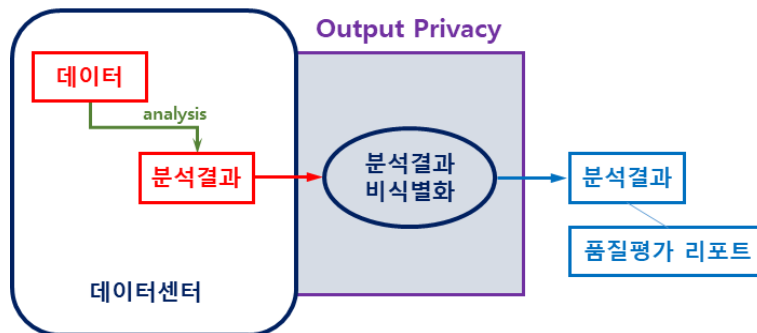 Output Privacy
데이터
analysis
분석결과
분석결과
비식별화
분석결과
품질평가 리포트
데이터센터